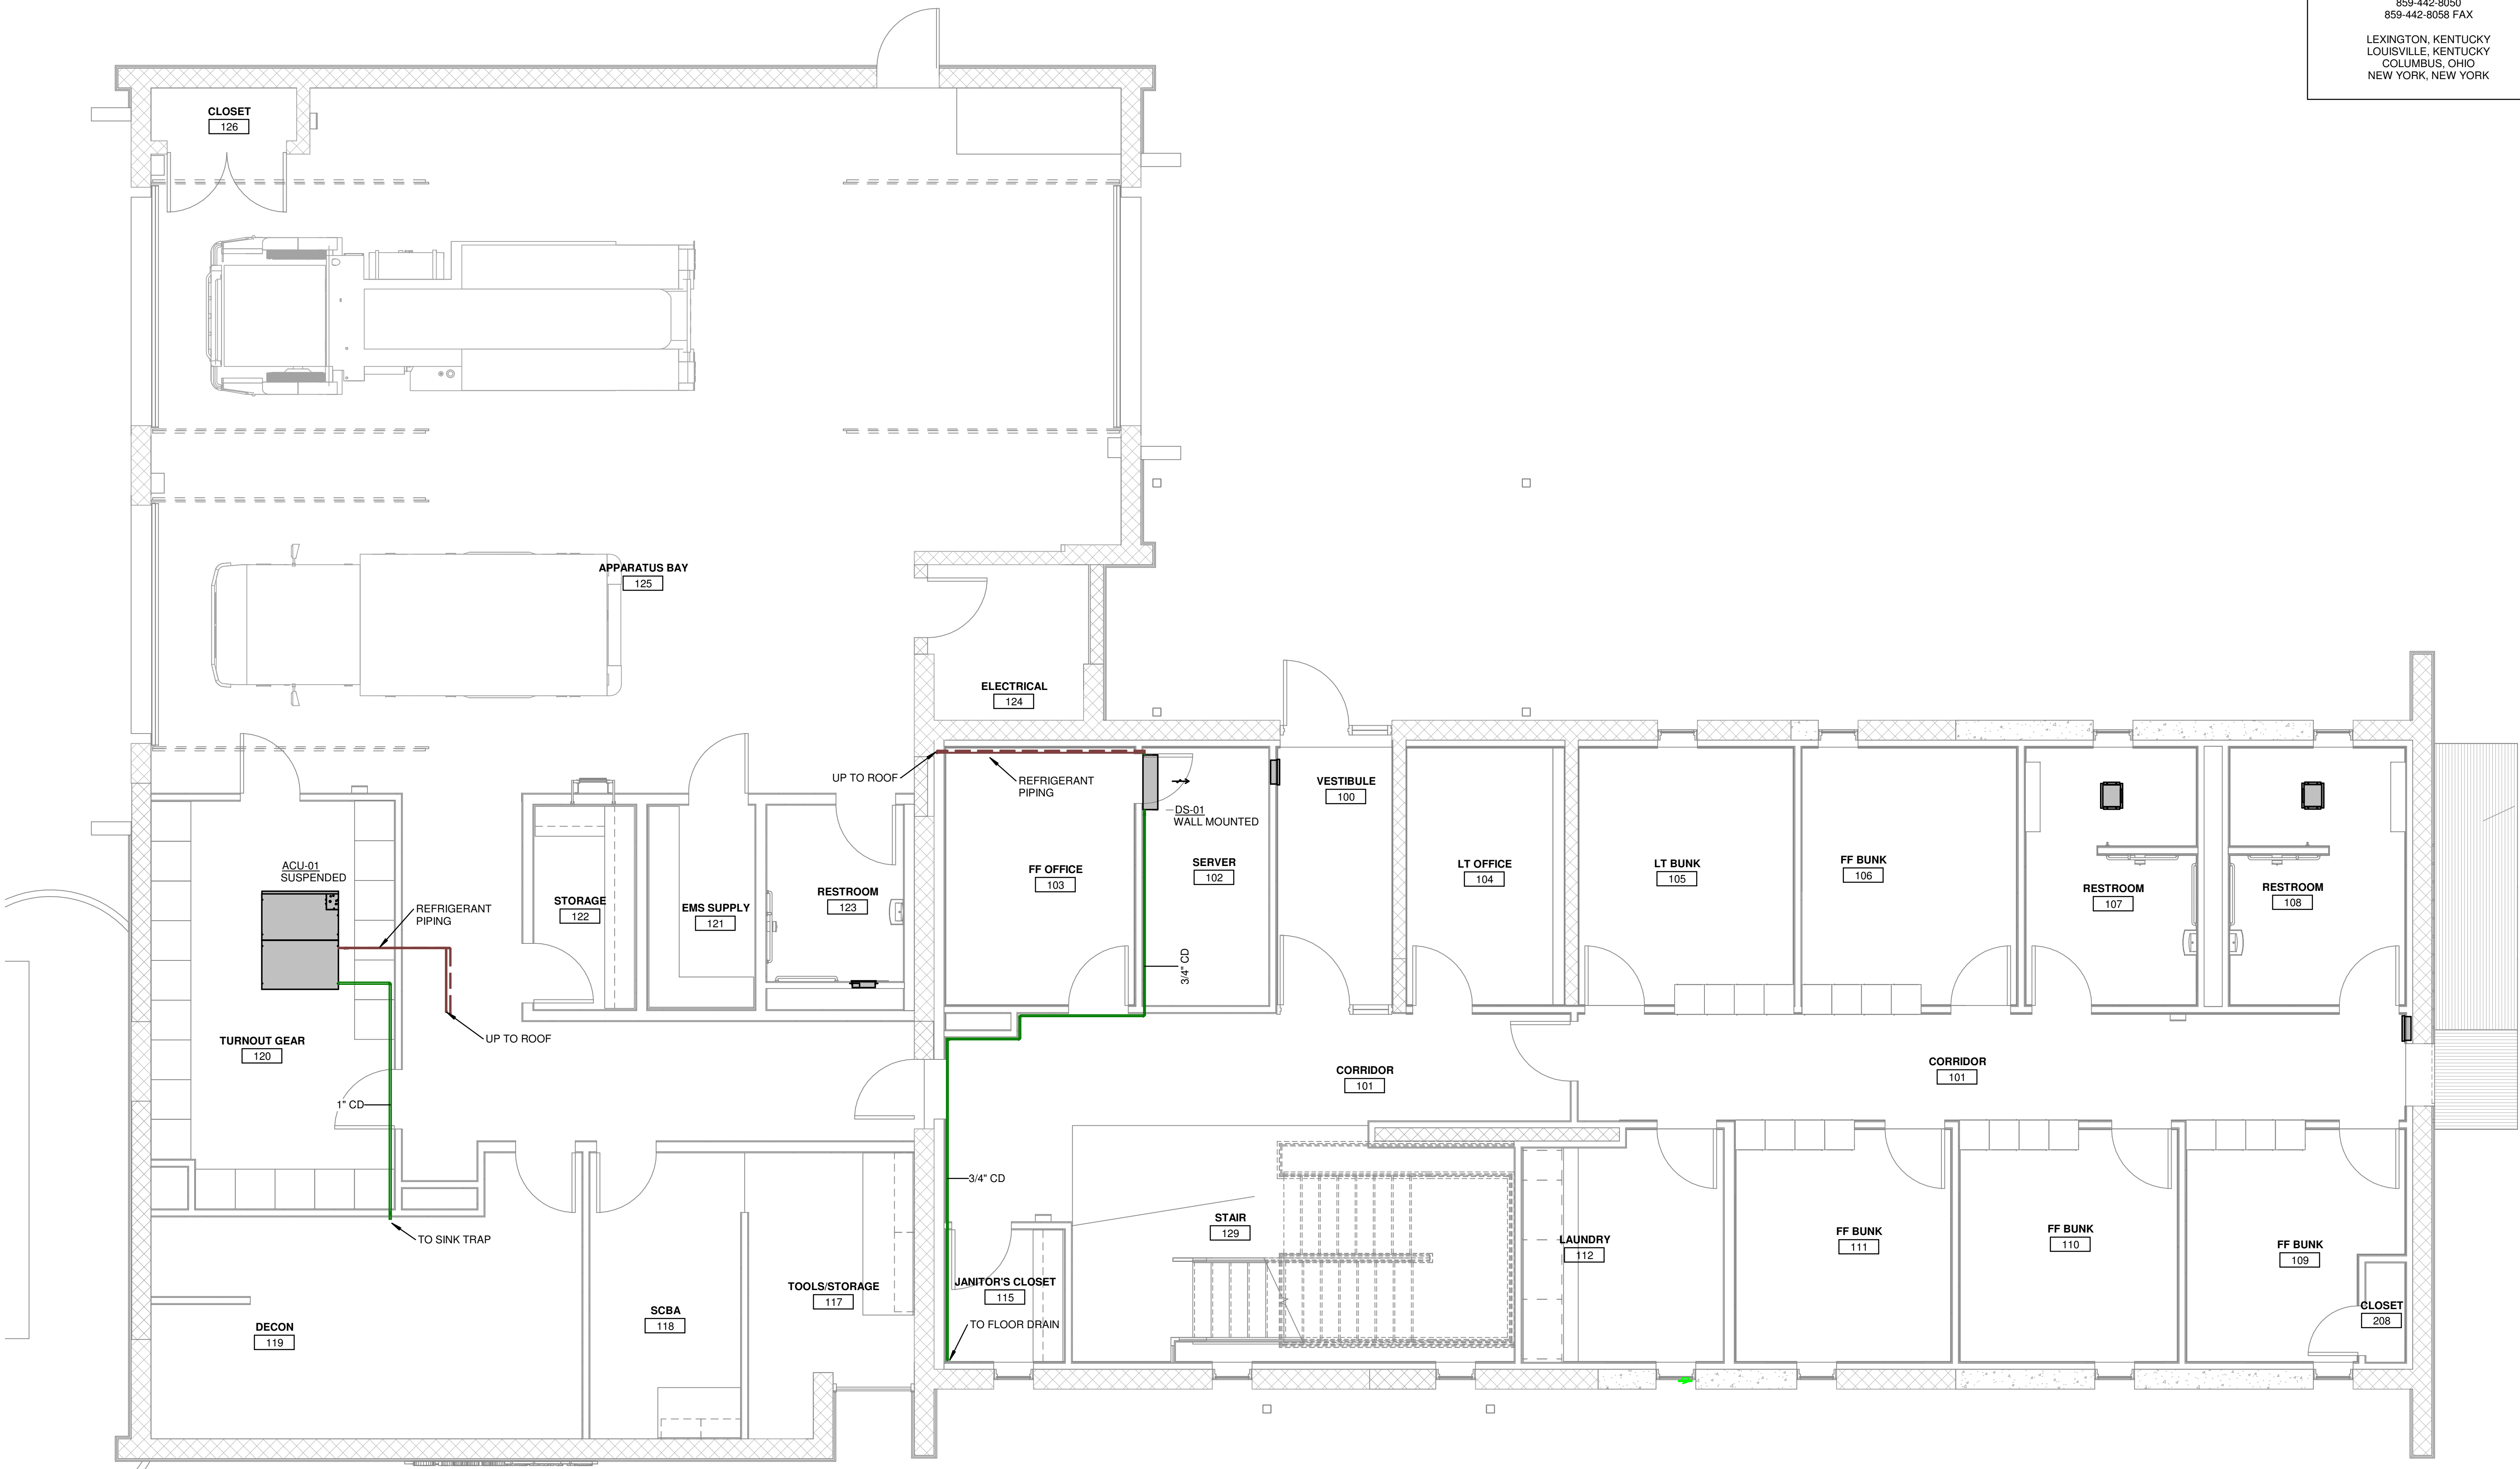 859-442-8050
859-442-8058 FAX
LEXINGTON, KENTUCKY
LOUISVILLE, KENTUCKY
COLUMBUS, OHIO
NEW YORK, NEW YORK
CLOSET
126
APPARATUS BAY
125
ELECTRICAL
124
UP TO ROOF
REFRIGERANT
PIPING
DS-01
WALL MOUNTED
VESTIBULE
100
ACU-01
SUSPENDED
REFRIGERANT
PIPING
UP TO ROOF
STORAGE
122
EMS SUPPLY
121
RESTROOM
123
FF OFFICE
103
SERVER
102
3/4" CD
LT OFFICE
104
LT BUNK
105
FF BUNK
106
RESTROOM
107
RESTROOM
108
TURNOUT GEAR
120
1" CD
CORRIDOR
101
CORRIDOR
101
3/4" CD
TO SINK TRAP
STAIR
129
LAUNDRY
112
FF BUNK
111
FF BUNK
110
FF BUNK
109
CLOSET
208
JANITOR'S CLOSET
115
TO FLOOR DRAIN
TOOLS/STORAGE
117
SCBA
118
DECON
119